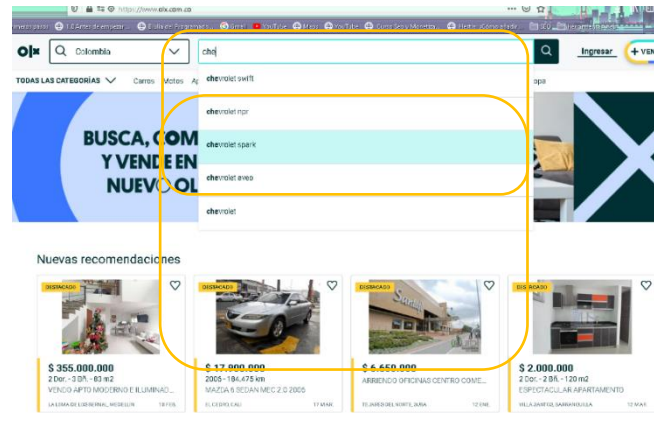 https://www.olx.com.co
YouTube
olx
Colombia
che
Ingresar
+ VEN
TODAS LAS CATEGORÍAS
Carros
Motos
chevrolet swift
chevrolet npr
chevrolet spark
chevrolet aveo
chevrolet
BUSCA, COM
Y VENDE EN
NUEVO OL
Nuevas recomendaciones
DESTACADO
DESTACADO
DESTACADO
DESTACADO
$ 355.000.000
2 Dor. - 3 Bñ. - 63 m2
VENDO APTO MODERNO E ILUMINAD...
$ 17.900.000
2005 - 184.475 km
MAZDA 6 SEDAN MEC 2.0 2005
$ 6.650.000
ARRIENDO OFICINAS CENTRO COME...
$ 2.000.000
2 Dor. - 2 Bñ. - 120 m2
ESPECTACULAR APARTAMENTO